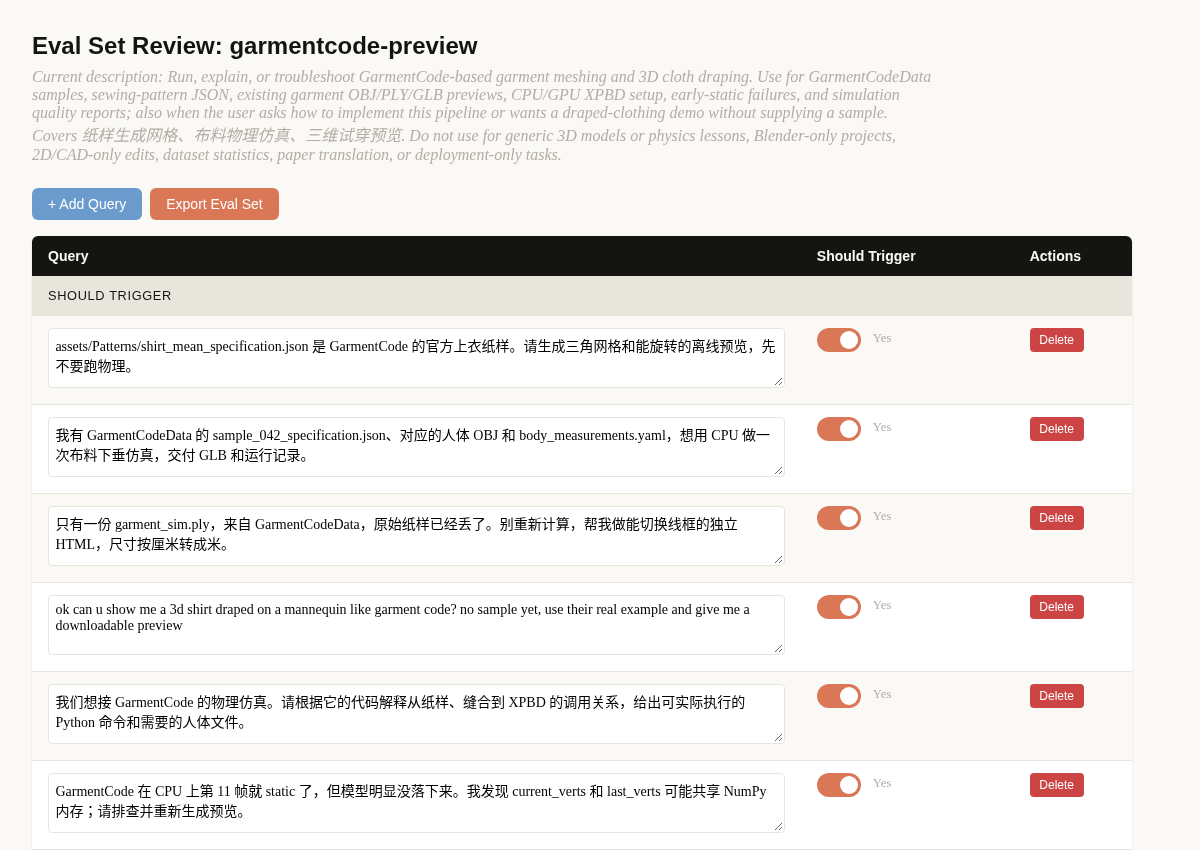 Eval Set Review: garmentcode-preview
Current description: Run, explain, or troubleshoot GarmentCode-based garment meshing and 3D cloth draping. Use for GarmentCodeData
samples, sewing-pattern JSON, existing garment OBJ/PLY/GLB previews, CPU/GPU XPBD setup, early-static failures, and simulation
quality reports; also when the user asks how to implement this pipeline or wants a draped-clothing demo without supplying a sample.
Covers 纸样生成网格、布料物理仿真、三维试穿预览. Do not use for generic 3D models or physics lessons, Blender-only projects,
2D/CAD-only edits, dataset statistics, paper translation, or deployment-only tasks.
+ Add Query
Export Eval Set
Query
Should Trigger
Actions
SHOULD TRIGGER
assets/Patterns/shirt_mean_specification.json 是 GarmentCode 的官方上衣纸样。请生成三角网格和能旋转的离线预览，先
不要跑物理。
Yes
Delete
我有 GarmentCodeData 的 sample_042_specification.json、对应的人体 OBJ 和 body_measurements.yaml，想用 CPU 做一
次布料下垂仿真，交付 GLB 和运行记录。
Yes
Delete
只有一份 garment_sim.ply，来自 GarmentCodeData，原始纸样已经丢了。别重新计算，帮我做能切换线框的独立
HTML，尺寸按厘米转成米。
Yes
Delete
ok can u show me a 3d shirt draped on a mannequin like garment code? no sample yet, use their real example and give me a
downloadable preview
Yes
Delete
我们想接 GarmentCode 的物理仿真。请根据它的代码解释从纸样、缝合到 XPBD 的调用关系，给出可实际执行的
Python 命令和需要的人体文件。
Yes
Delete
GarmentCode 在 CPU 上第 11 帧就 static 了，但模型明显没落下来。我发现 current_verts 和 last_verts 可能共享 NumPy
内存；请排查并重新生成预览。
Yes
Delete